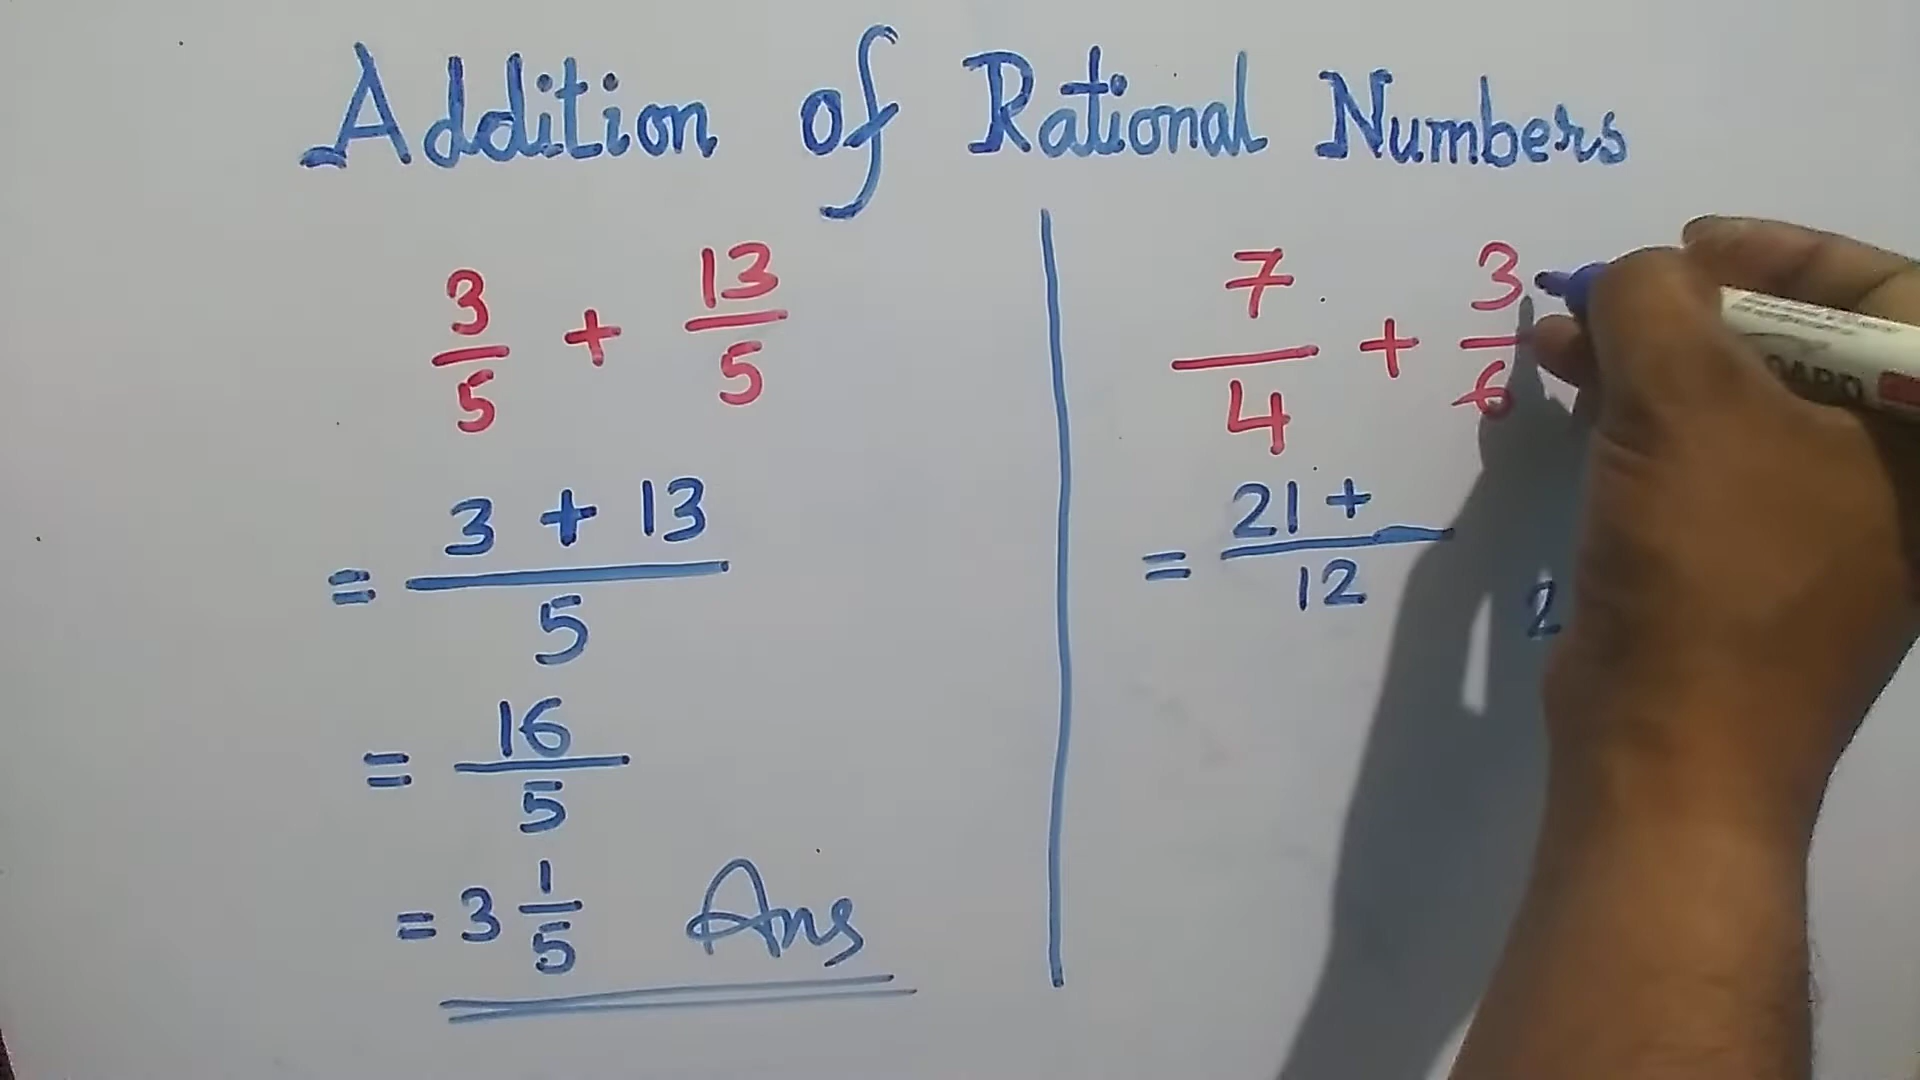 Addition of Rational Numbers
3/5 + 13/5
= 3 + 13 / 5
= 16/5
= 3 1/5 Ans
7/4 + 3/6
= 21 + / 12
2